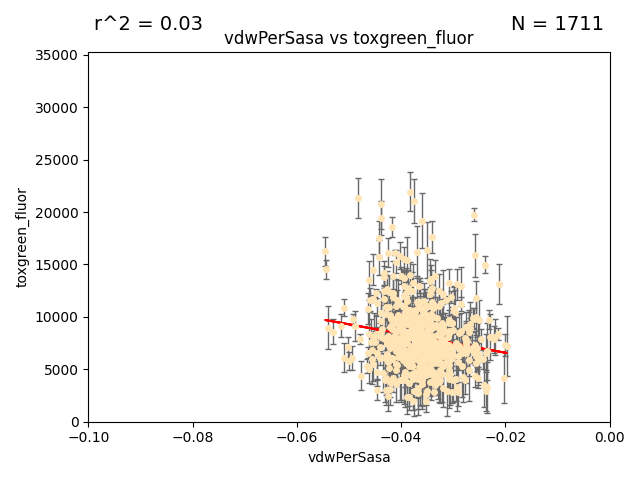 r^2 = 0.03
N = 1711
vdwPerSasa vs toxgreen_fluor
35000
30000
25000
20000
15000
10000
5000
0
toxgreen_fluor
−0.10
−0.08
−0.06
−0.04
−0.02
0.00
vdwPerSasa